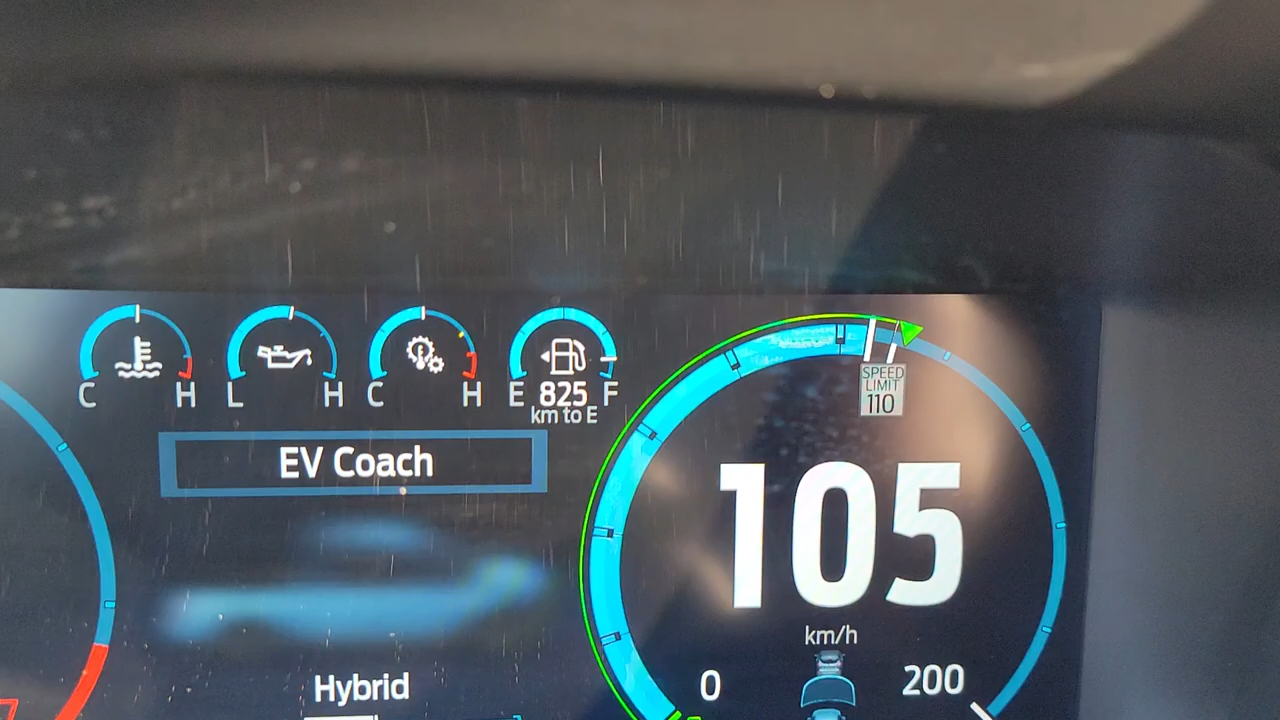 C H L H C H E 825 F
km to E
EV Coach
SPEED
LIMIT
110
105
km/h
0 200
Hybrid